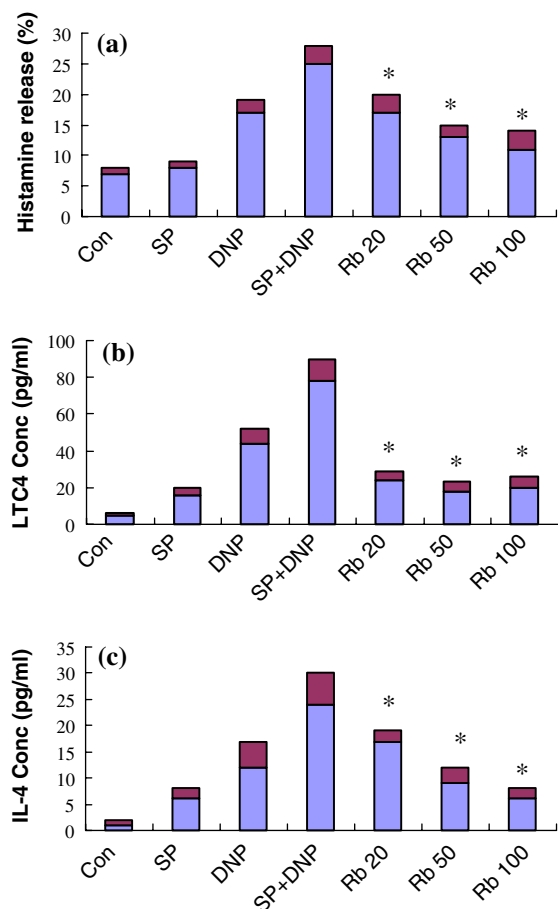 (a)
Histamine release (%)
30
25
20
15
10
5
0
* * *
Con SP DNP SP+DNP Rb 20 Rb 50 Rb 100
(b)
LTC4 Conc (pg/ml)
100
80
60
40
20
0
* * *
Con SP DNP SP+DNP Rb 20 Rb 50 Rb 100
(c)
IL-4 Conc (pg/ml)
35
30
25
20
15
10
5
0
* * *
Con SP DNP SP+DNP Rb 20 Rb 50 Rb 100